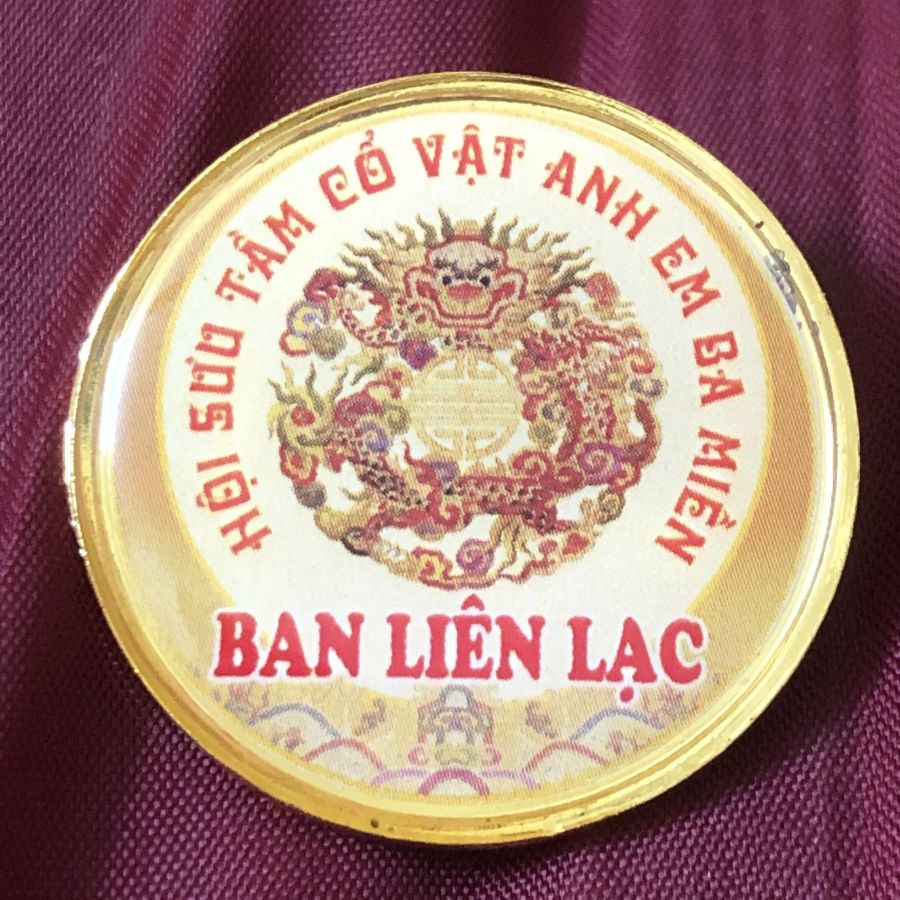 HỘI SƯU TẦM CỔ VẬT ANH EM BA MIỀN
BAN LIÊN LẠC